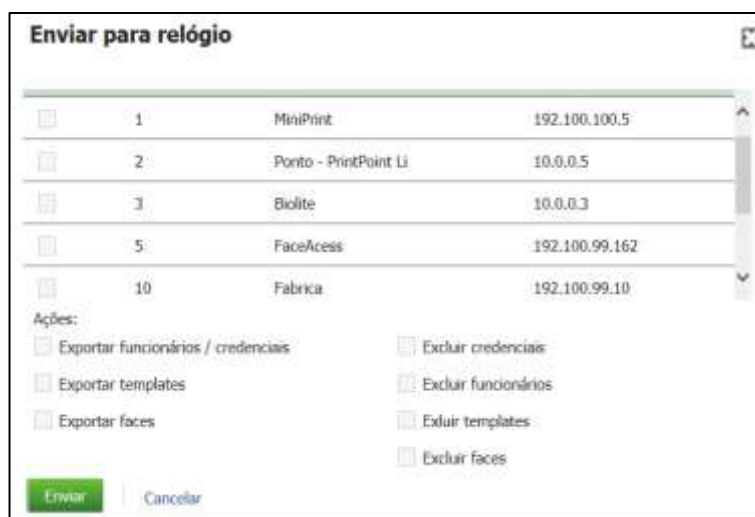 Enviar para relógio
1 MiniPrint 192.100.100.5
2 Ponto - PrintPoint Li 10.0.0.5
3 Biolite 10.0.0.3
5 FaceAcess 192.100.99.162
10 Fabrica 192.100.99.10
Ações:
Exportar funcionários / credenciais Excluir credenciais
Exportar templates Excluir funcionários
Exportar faces Exluir templates
Excluir faces
Enviar Cancelar